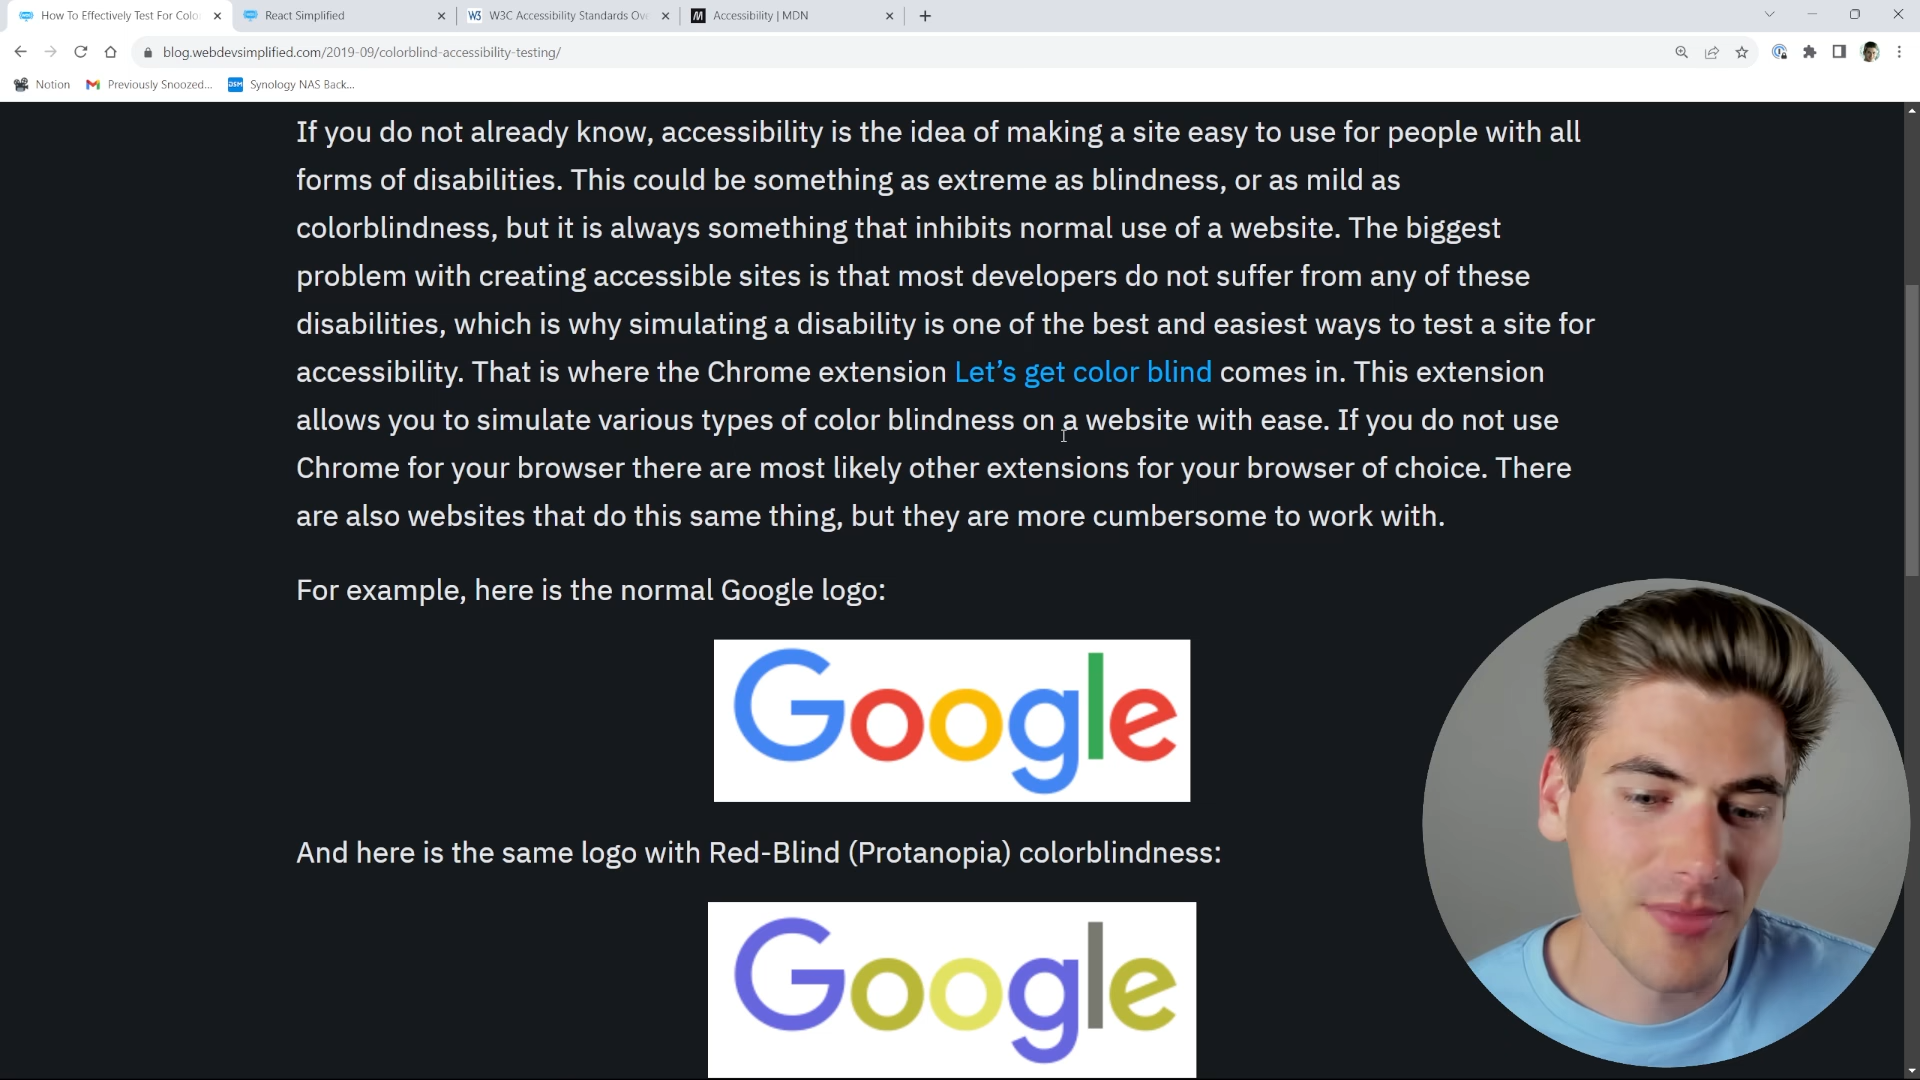 How To Effectively Test For Colo
React Simplified
W3C Accessibility Standards Ov
Accessibility | MDN
blog.webdevsimplified.com/2019-09/colorblind-accessibility-testing/
Notion
Previously Snoozed...
DSM
Synology NAS Back...
If you do not already know, accessibility is the idea of making a site easy to use for people with all
forms of disabilities. This could be something as extreme as blindness, or as mild as
colorblindness, but it is always something that inhibits normal use of a website. The biggest
problem with creating accessible sites is that most developers do not suffer from any of these
disabilities, which is why simulating a disability is one of the best and easiest ways to test a site for
accessibility. That is where the Chrome extension Let’s get color blind comes in. This extension
allows you to simulate various types of color blindness on a website with ease. If you do not use
Chrome for your browser there are most likely other extensions for your browser of choice. There
are also websites that do this same thing, but they are more cumbersome to work with.
For example, here is the normal Google logo:
Google
And here is the same logo with Red-Blind (Protanopia) colorblindness:
Google